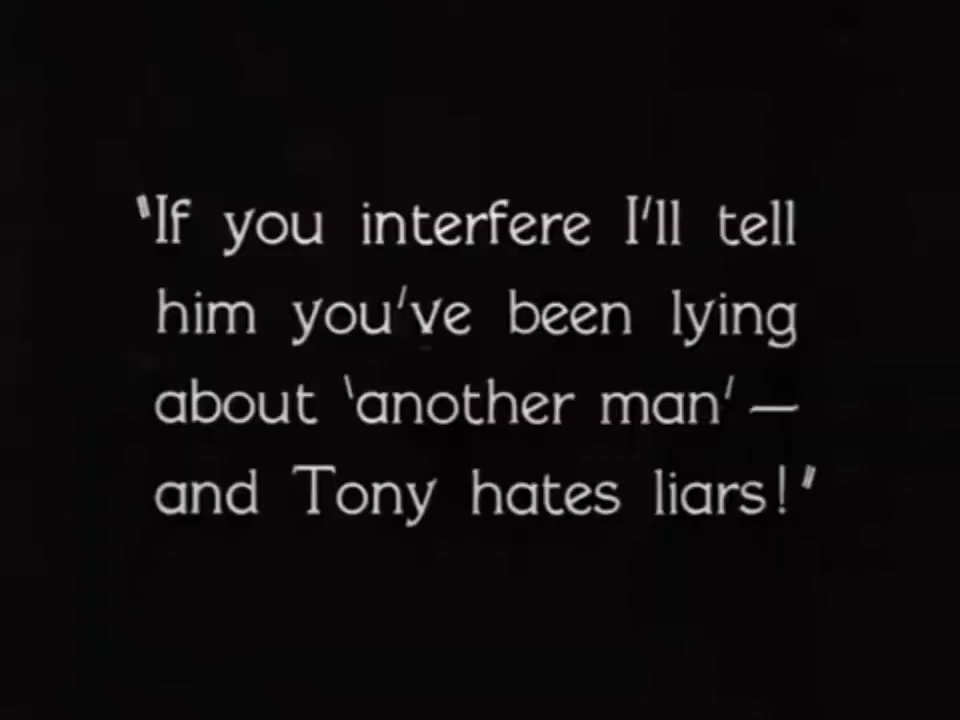 "If you interfere I'll tell
him you've been lying
about 'another man' —
and Tony hates liars!"